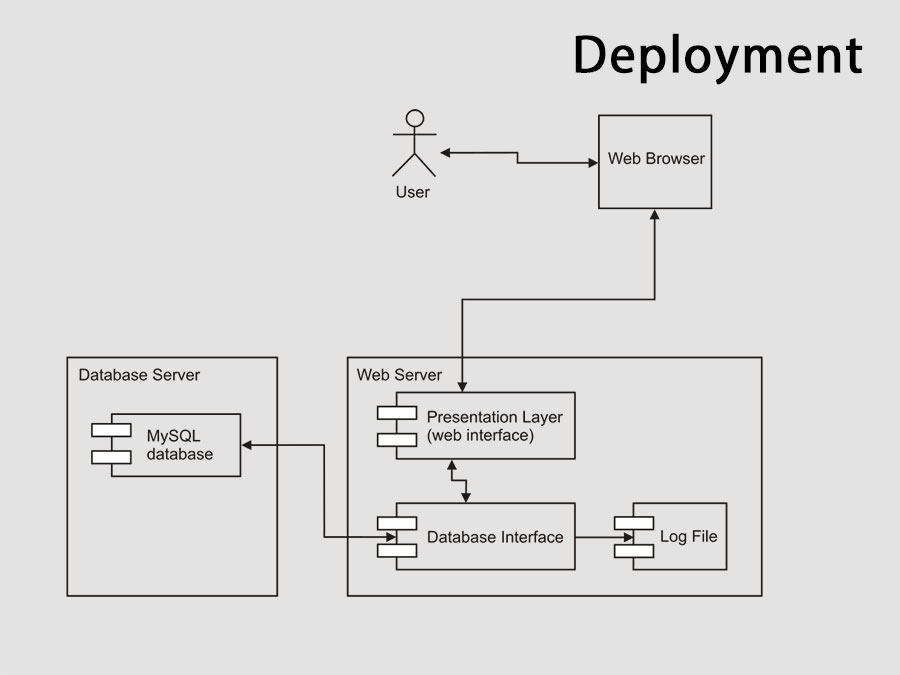 Deployment
User
Web Browser
Database Server
MySQL
database
Web Server
Presentation Layer
(web interface)
Database Interface
Log File